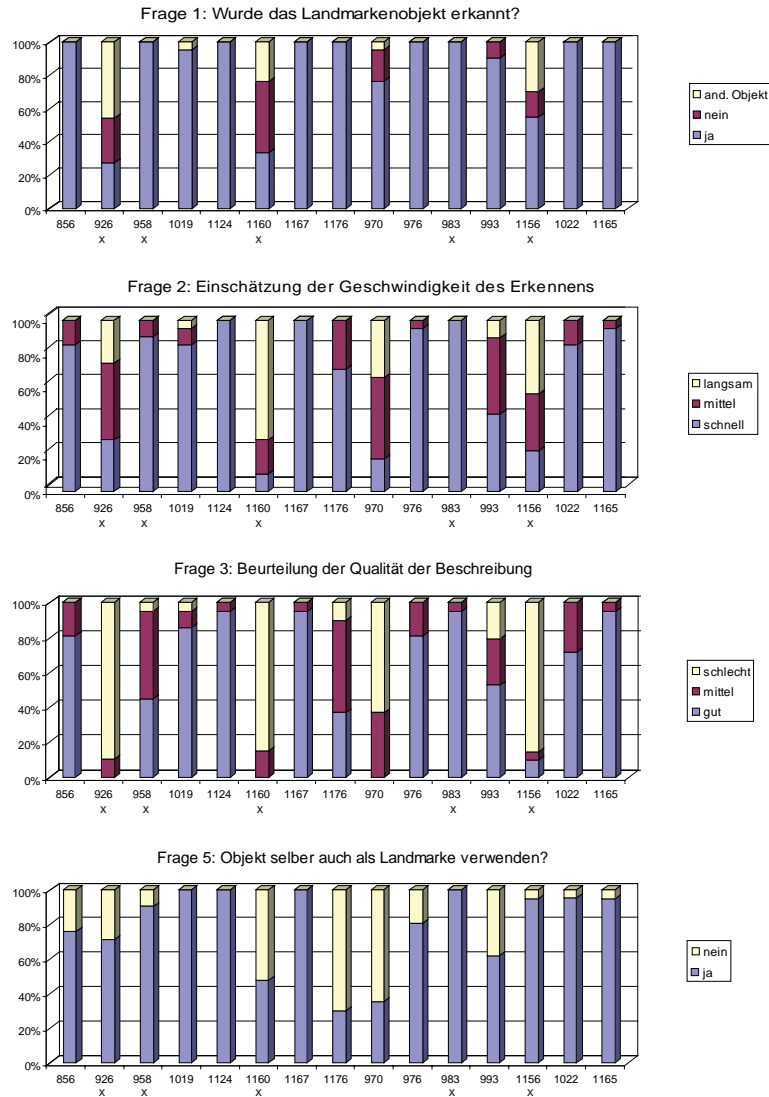 Frage 1: Wurde das Landmarkenobjekt erkannt?
100%
80%
60%
40%
20%
0%
856 926 958 1019 1124 1160 1167 1176 970 976 983 993 1156 1022 1165
x x x x x
and. Objekt
nein
ja
Frage 2: Einschätzung der Geschwindigkeit des Erkennens
100%
80%
60%
40%
20%
0%
856 926 958 1019 1124 1160 1167 1176 970 976 983 993 1156 1022 1165
x x x x x
langsam
mittel
schnell
Frage 3: Beurteilung der Qualität der Beschreibung
100%
80%
60%
40%
20%
0%
856 926 958 1019 1124 1160 1167 1176 970 976 983 993 1156 1022 1165
x x x x x
schlecht
mittel
gut
Frage 5: Objekt selber auch als Landmarke verwenden?
100%
80%
60%
40%
20%
0%
856 926 958 1019 1124 1160 1167 1176 970 976 983 993 1156 1022 1165
x x x x x
nein
ja